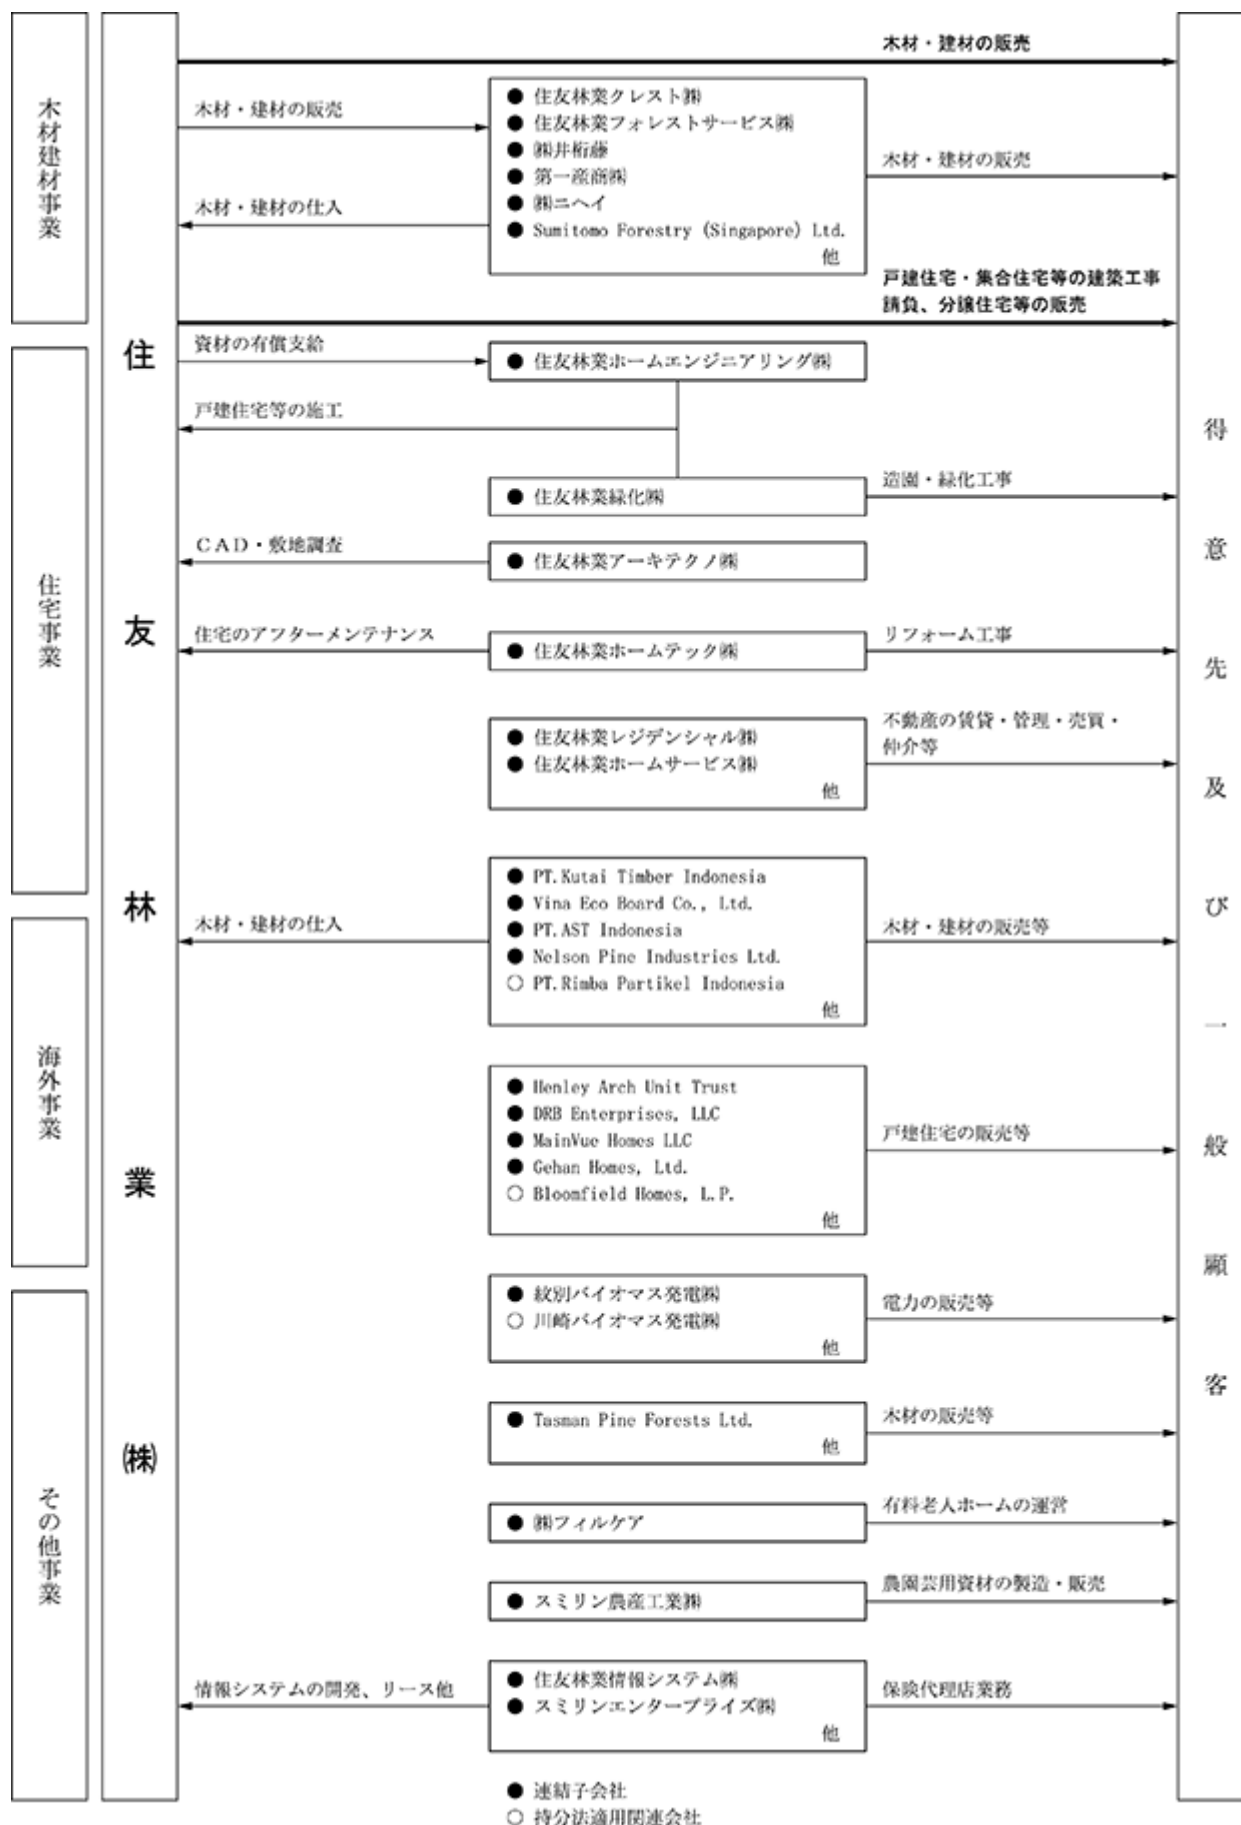 木材建材事業
住宅事業
海外事業
その他事業
住友林業㈱
木材・建材の販売
木材・建材の販売
木材・建材の仕入
● 住友林業クレスト㈱
● 住友林業フォレストサービス㈱
● ㈱井桁藤
● 第一産商㈱
● ㈱ニヘイ
● Sumitomo Forestry (Singapore) Ltd.
他
木材・建材の販売
戸建住宅・集合住宅等の建築工事
請負、分譲住宅等の販売
資材の有償支給
● 住友林業ホームエンジニアリング㈱
戸建住宅等の施工
● 住友林業緑化㈱
造園・緑化工事
CAD・敷地調査
● 住友林業アーキテクノ㈱
住宅のアフターメンテナンス
● 住友林業ホームテック㈱
リフォーム工事
● 住友林業レジデンシャル㈱
● 住友林業ホームサービス㈱
他
不動産の賃貸・管理・売買・
仲介等
木材・建材の仕入
● PT.Kutai Timber Indonesia
● Vina Eco Board Co., Ltd.
● PT.AST Indonesia
● Nelson Pine Industries Ltd.
○ PT.Rimba Partikel Indonesia
他
木材・建材の販売等
● Henley Arch Unit Trust
● DRB Enterprises, LLC
● MainVue Homes LLC
● Gehan Homes, Ltd.
○ Bloomfield Homes, L.P.
他
戸建住宅の販売等
● 紋別バイオマス発電㈱
○ 川崎バイオマス発電㈱
他
電力の販売等
● Tasman Pine Forests Ltd.
他
木材の販売等
● ㈱フィルケア
有料老人ホームの運営
● スミリン農産工業㈱
農園芸用資材の製造・販売
情報システムの開発、リース他
● 住友林業情報システム㈱
● スミリンエンタープライズ㈱
他
保険代理店業務
得意先及び一般顧客
● 連結子会社
○ 持分法適用関連会社